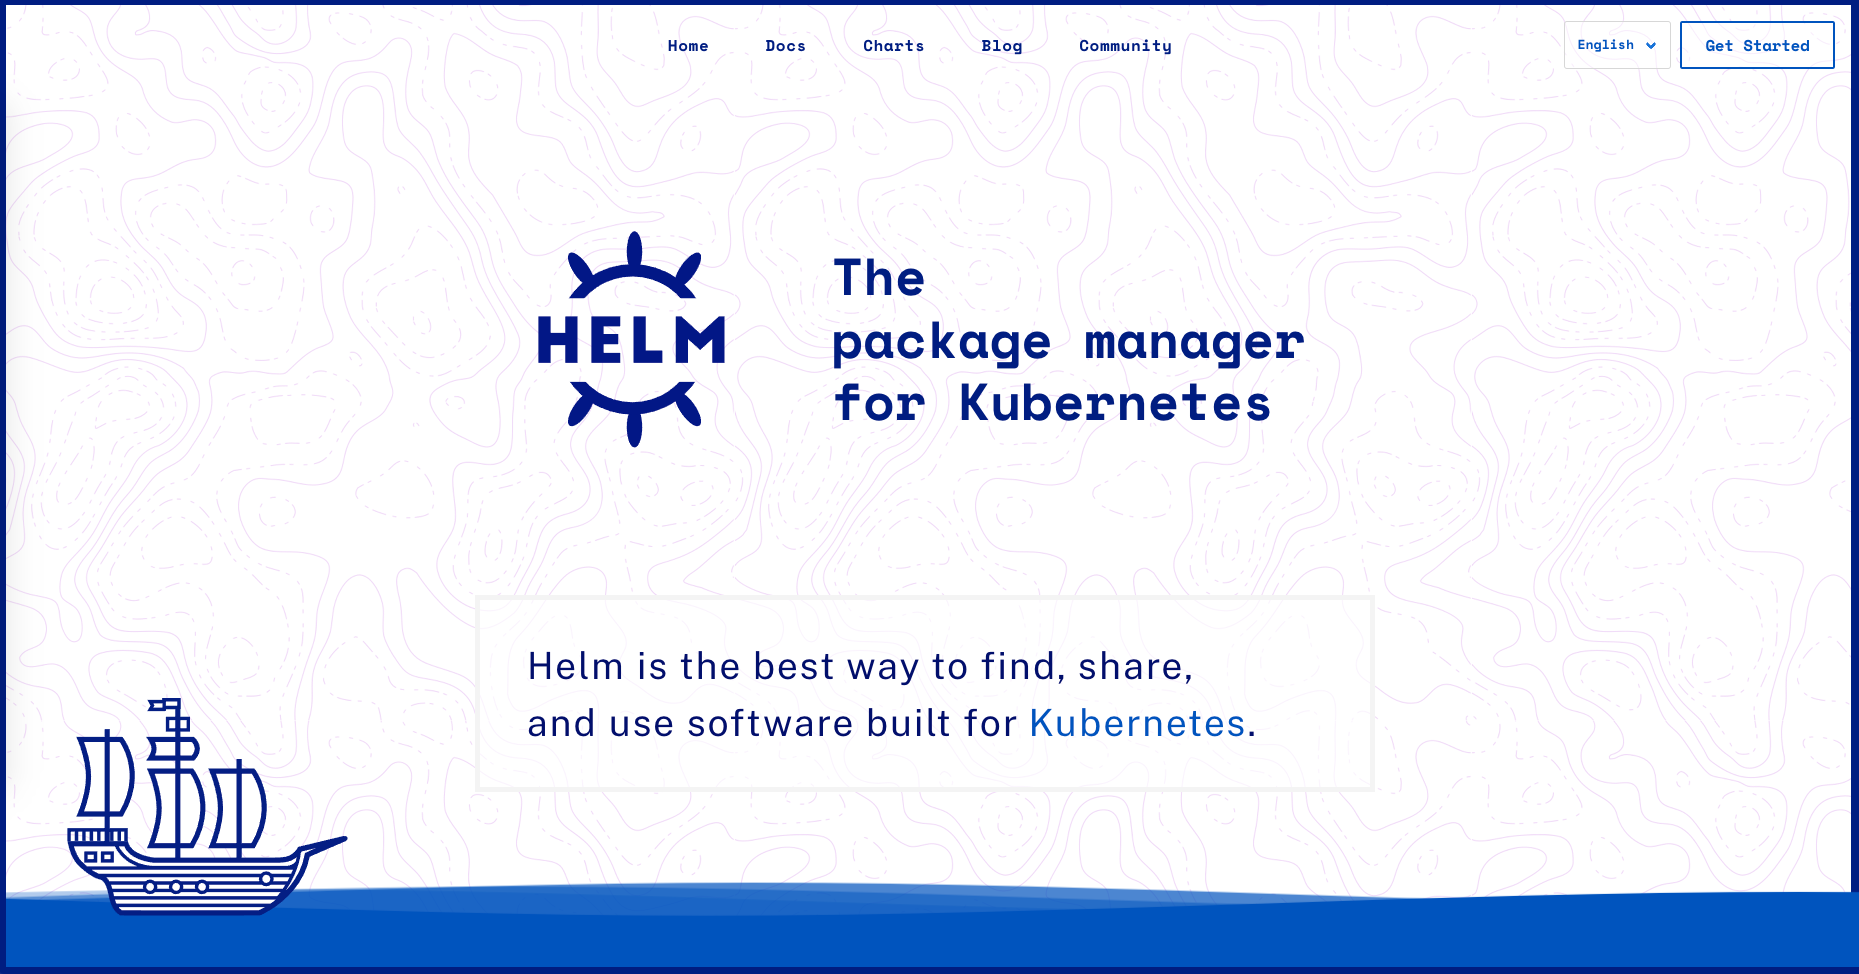 Home Docs Charts Blog Community English Get Started
HELM
The
package manager
for Kubernetes
Helm is the best way to find, share,
and use software built for Kubernetes.